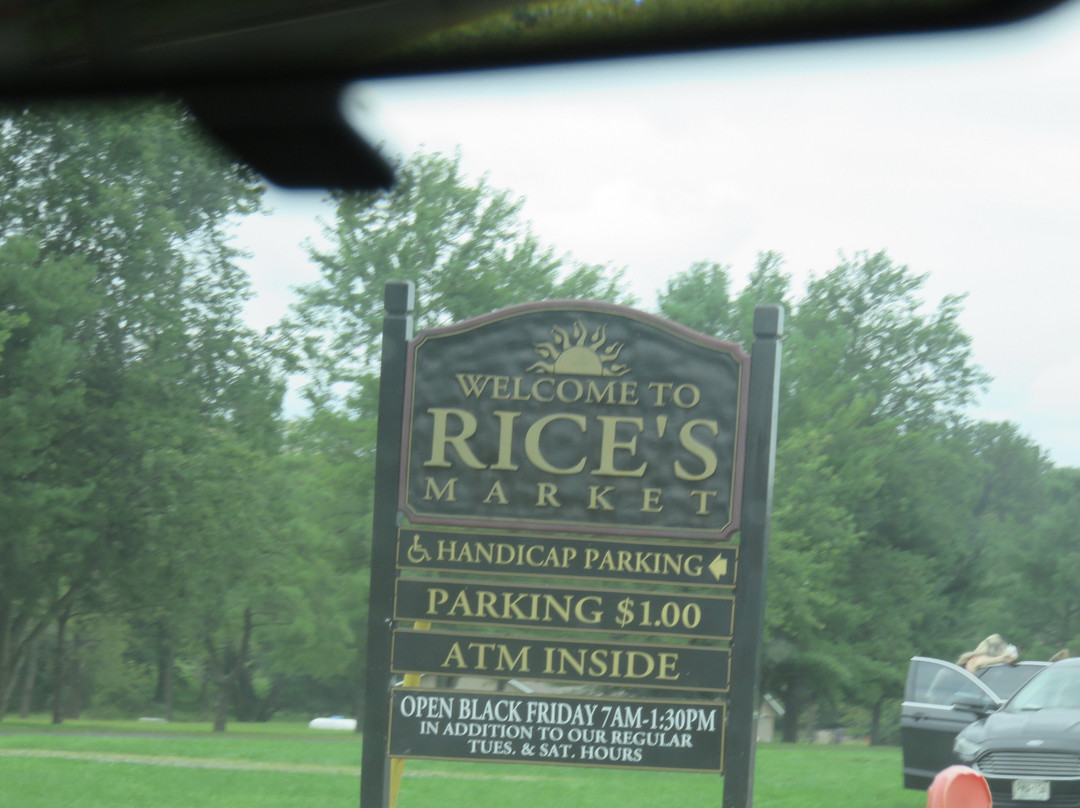 WELCOME TO
RICE'S
MARKET
HANDICAP PARKING
PARKING $1.00
ATM INSIDE
OPEN BLACK FRIDAY 7AM-1:30PM
IN ADDITION TO OUR REGULAR
TUES. & SAT. HOURS